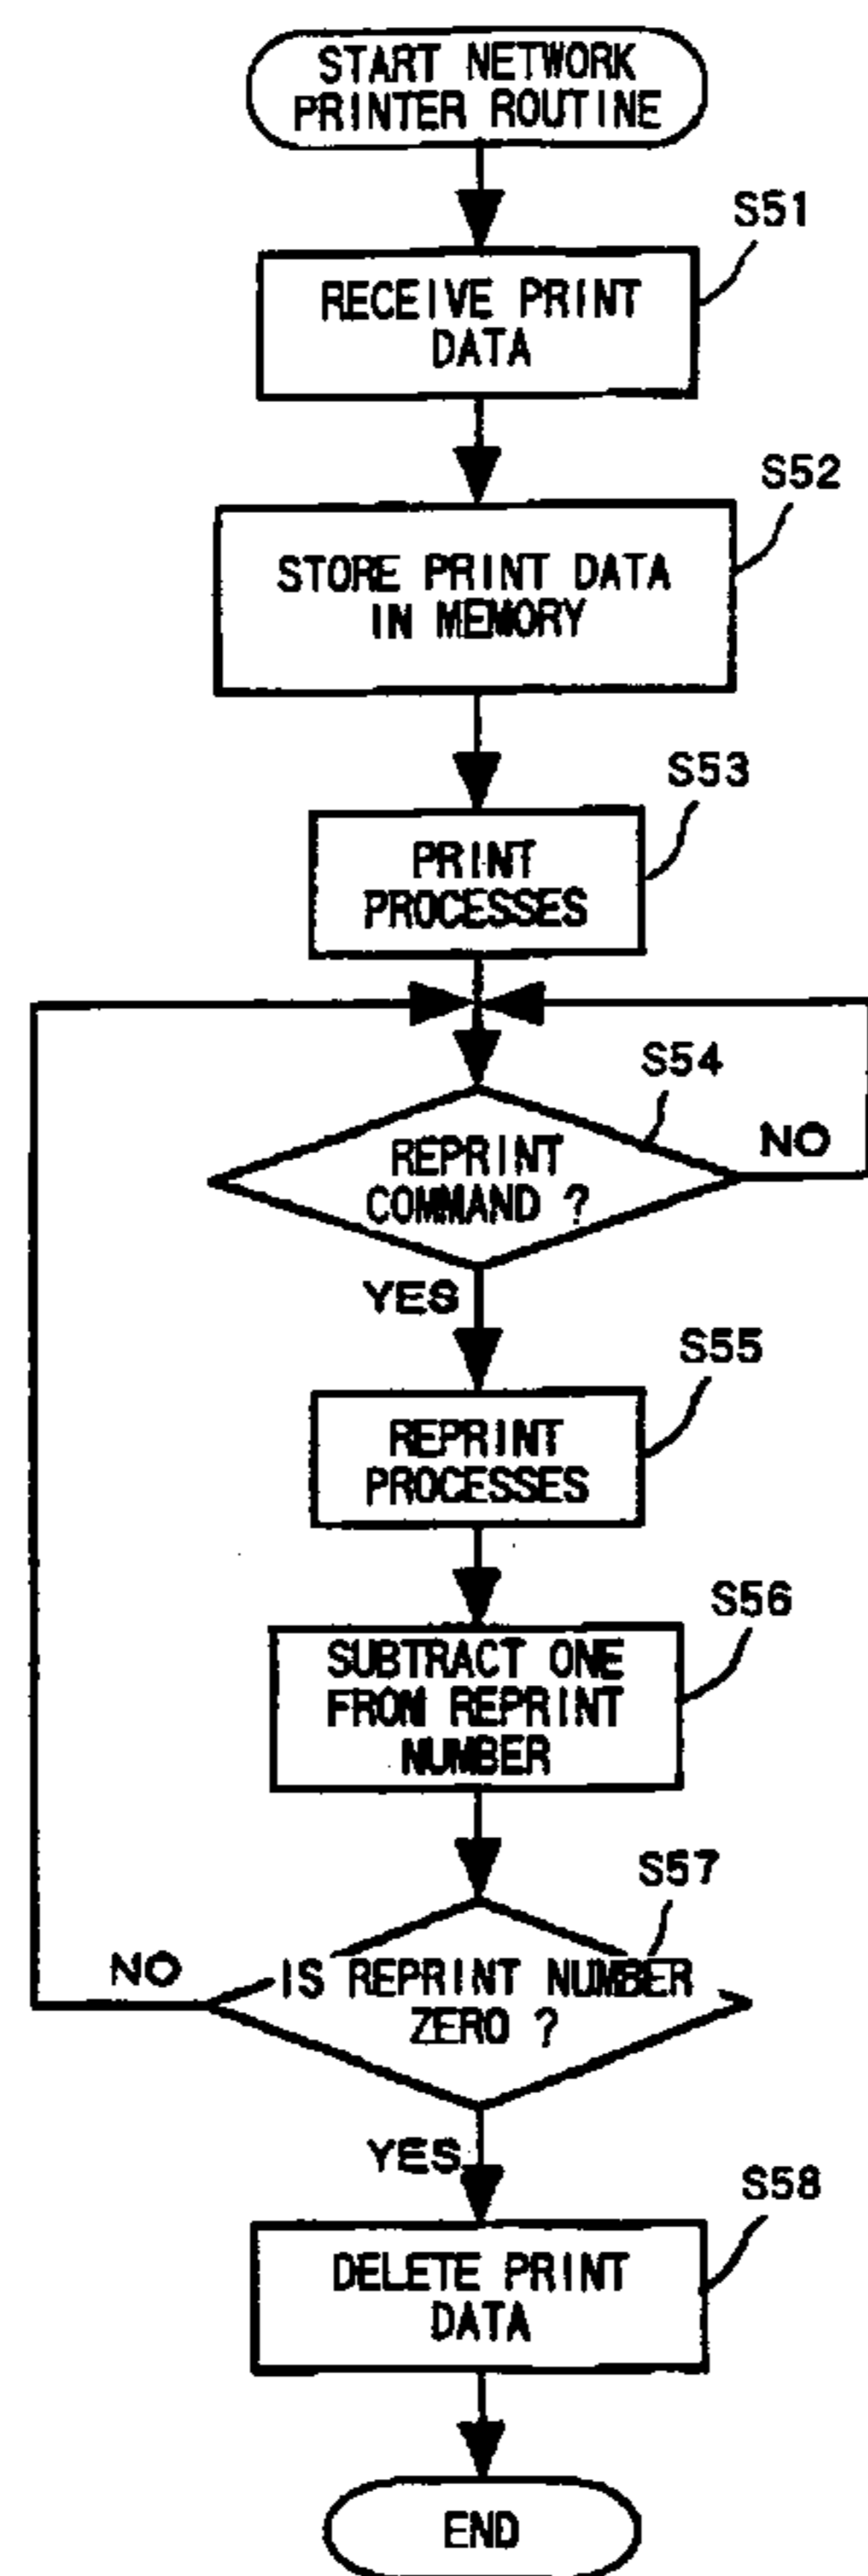 START NETWORK
PRINTER ROUTINE
S51
RECEIVE PRINT
DATA
S52
STORE PRINT DATA
IN MEMORY
S53
PRINT
PROCESSES
S54
REPRINT
COMMAND ?
NO
YES
S55
REPRINT
PROCESSES
S56
SUBTRACT ONE
FROM REPRINT
NUMBER
S57
NO
IS REPRINT NUMBER
ZERO ?
YES
S58
DELETE PRINT
DATA
END